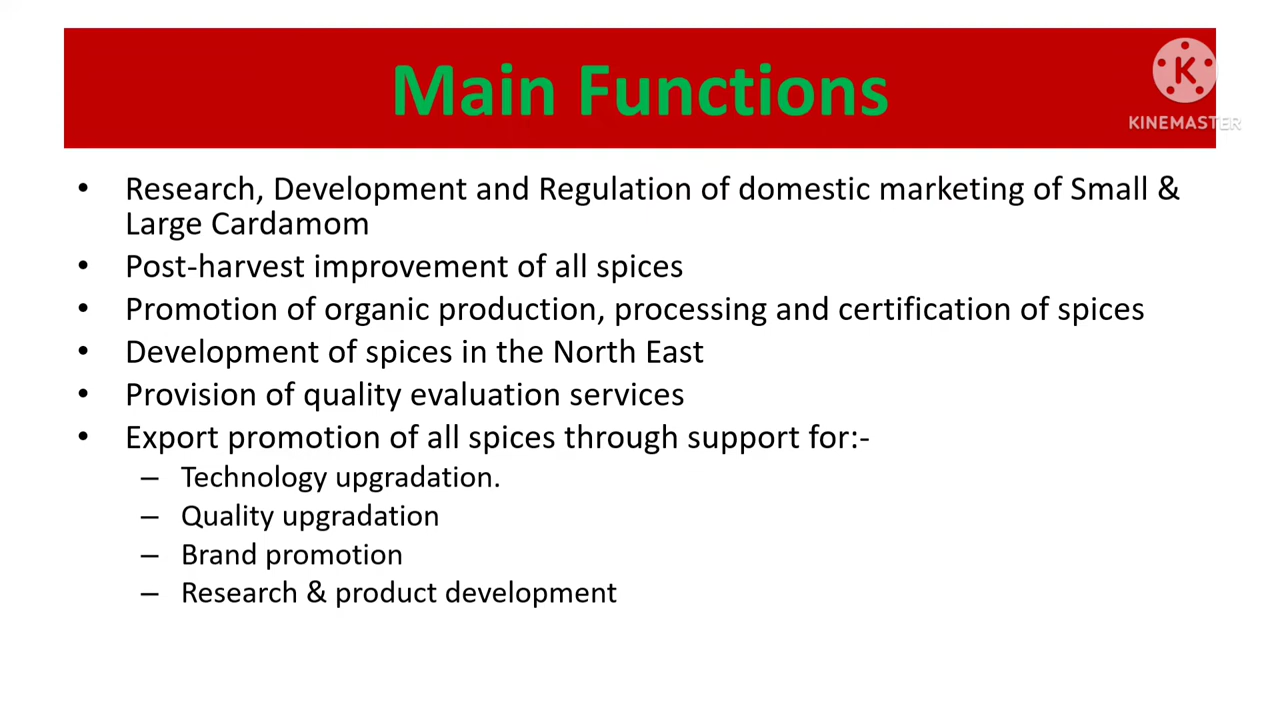 Main Functions
K
KINEMASTER
• Research, Development and Regulation of domestic marketing of Small &
Large Cardamom
• Post-harvest improvement of all spices
• Promotion of organic production, processing and certification of spices
• Development of spices in the North East
• Provision of quality evaluation services
• Export promotion of all spices through support for:-
– Technology upgradation.
– Quality upgradation
– Brand promotion
– Research & product development